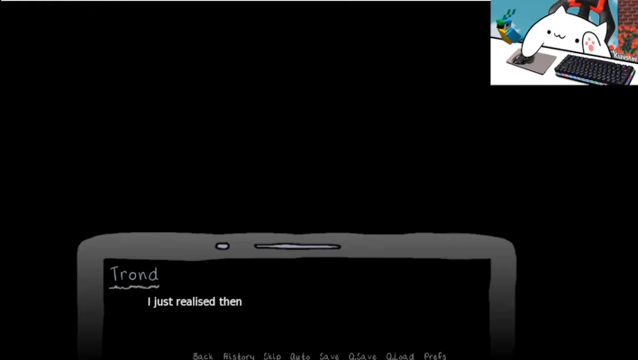 Trond
I just realised then
Back History Skip Auto Save Q.Save Q.Load Prefs